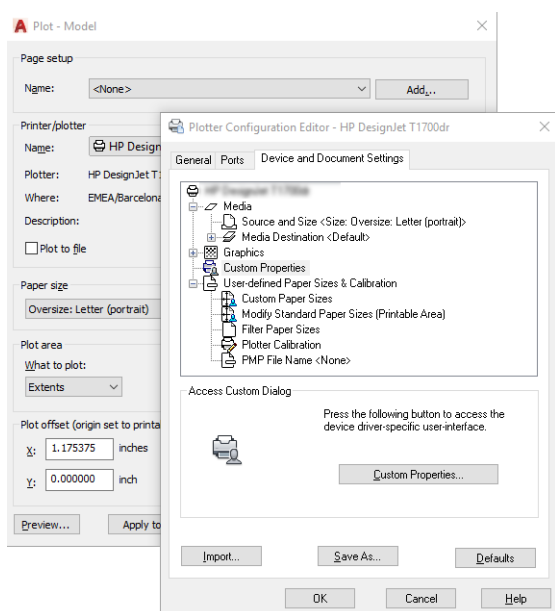 Plot - Model
Page setup
Name: <None> Add...
Printer/plotter
Name: HP Design
Plotter: HP DesignJet T
Where: EMEA/Barcelona
Description:
Plot to file
Paper size
Oversize: Letter (portrait)
Plot area
What to plot:
Extents
Plot offset (origin set to printa
X: 1.175375 inches
Y: 0.000000 inch
Preview... Apply to
Plotter Configuration Editor - HP DesignJet T1700dr
General Ports Device and Document Settings
HP DesignJet T1700dr
Media
Source and Size <Size: Oversize: Letter (portrait)>
Media Destination <Default>
Graphics
Custom Properties
User-defined Paper Sizes & Calibration
Custom Paper Sizes
Modify Standard Paper Sizes (Printable Area)
Filter Paper Sizes
Plotter Calibration
PMP File Name <None>
Access Custom Dialog
Press the following button to access the
device driver-specific user-interface.
Custom Properties...
Import... Save As... Defaults
OK Cancel Help